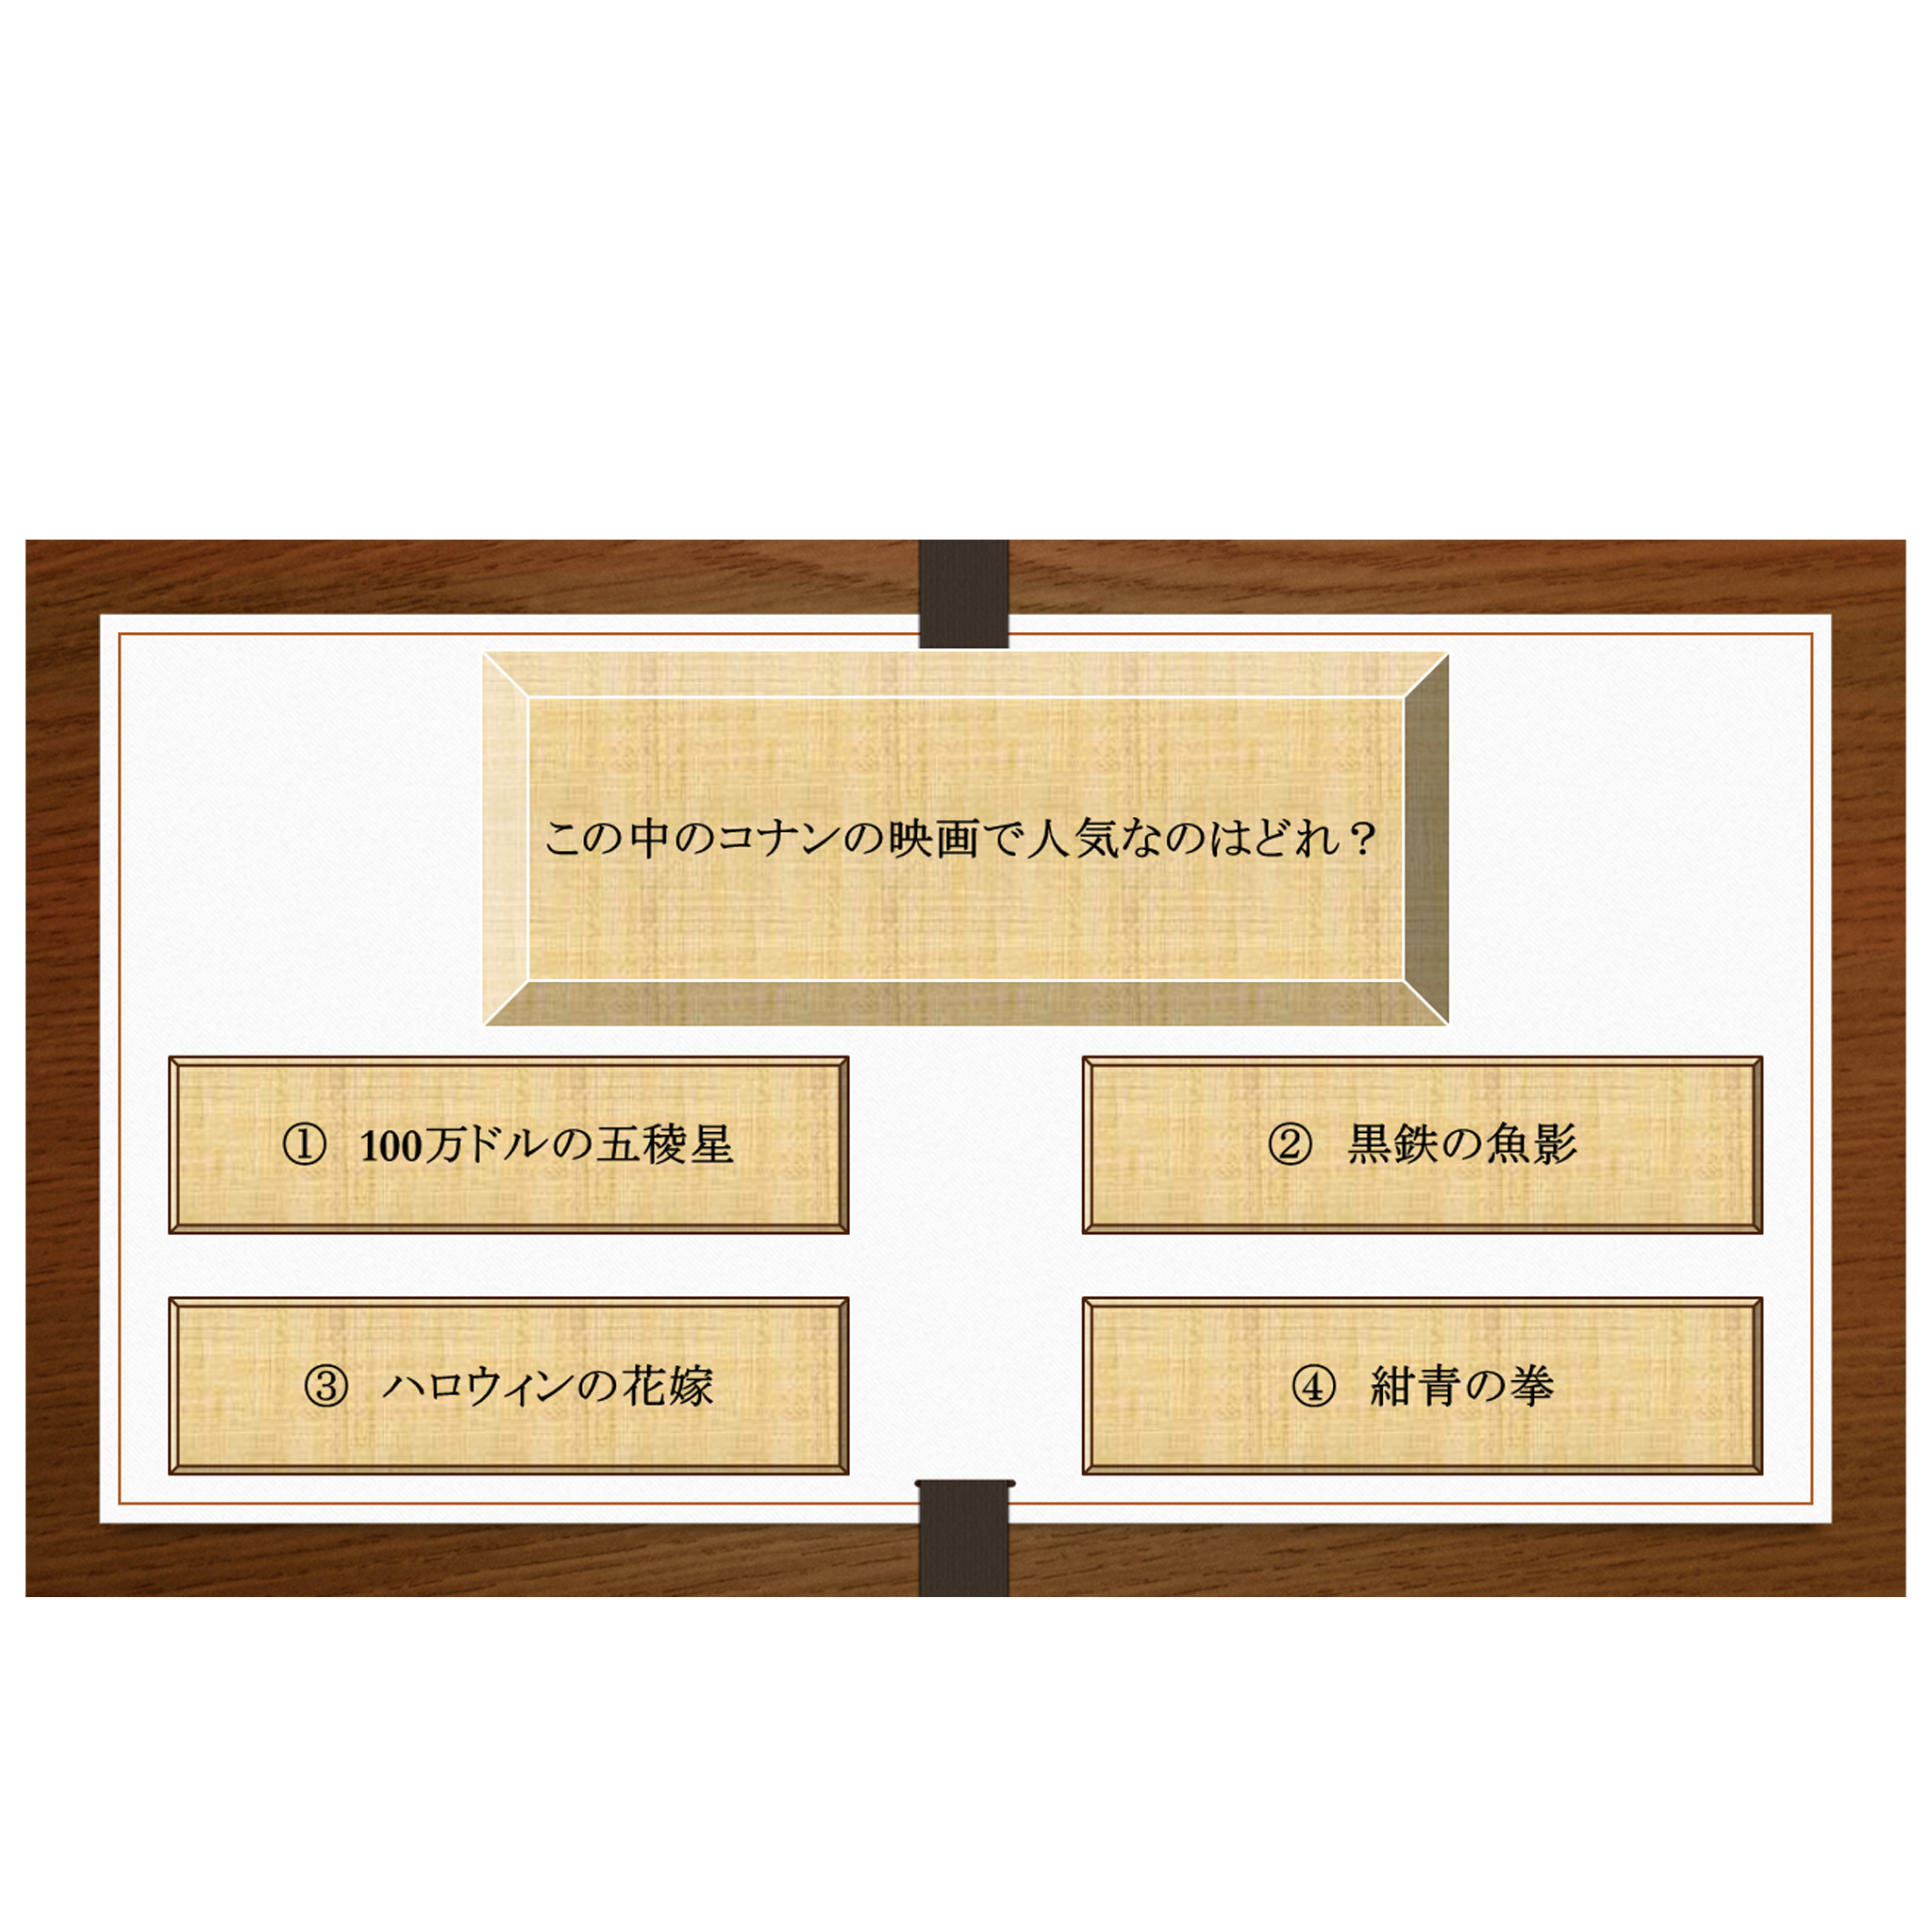 この中のコナンの映画で人気なのはどれ？
①　100万ドルの五稜星
②　黒鉄の魚影
③　ハロウィンの花嫁
④　紺青の拳